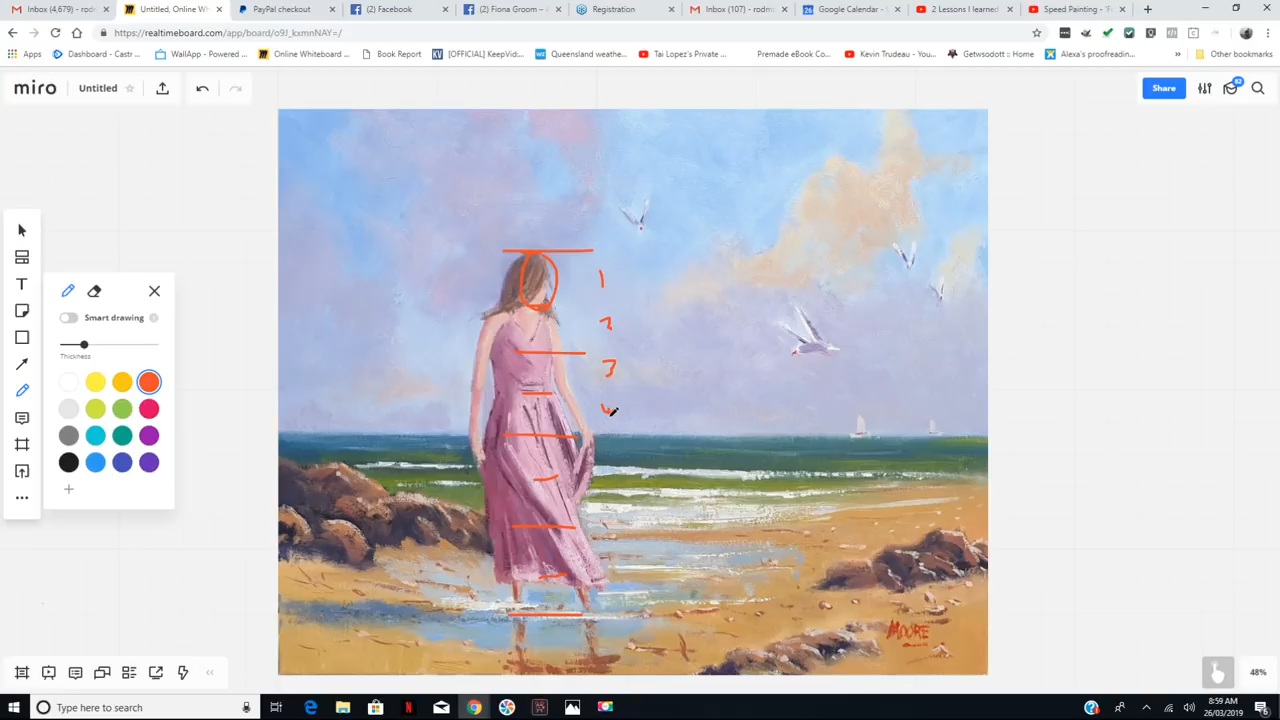 Inbox (4,679) - rod
Untitled, Online W
PayPal checkout
(2) Facebook
(2) Fiona Groom –
Registration
Inbox (107) - rodm
Google Calendar -
2 Lessons I learned
Speed Painting - 'F
https://realtimeboard.com/app/board/o9J_kxmnNAY=/
Apps
Dashboard - Castr ...
WallApp - Powered ...
Online Whiteboard ...
Book Report
[OFFICIAL] KeepVid:...
Queensland weathe...
Tai Lopez's Private ...
Premade eBook Co...
Kevin Trudeau - You...
Getwsodott :: Home
Alexa's proofreadin...
»
Other bookmarks
miro
Untitled
Share
92
Smart drawing
Thickness
1
2
3
4
MOORE
48%
Type here to search
8:59 AM
26/03/2019
5